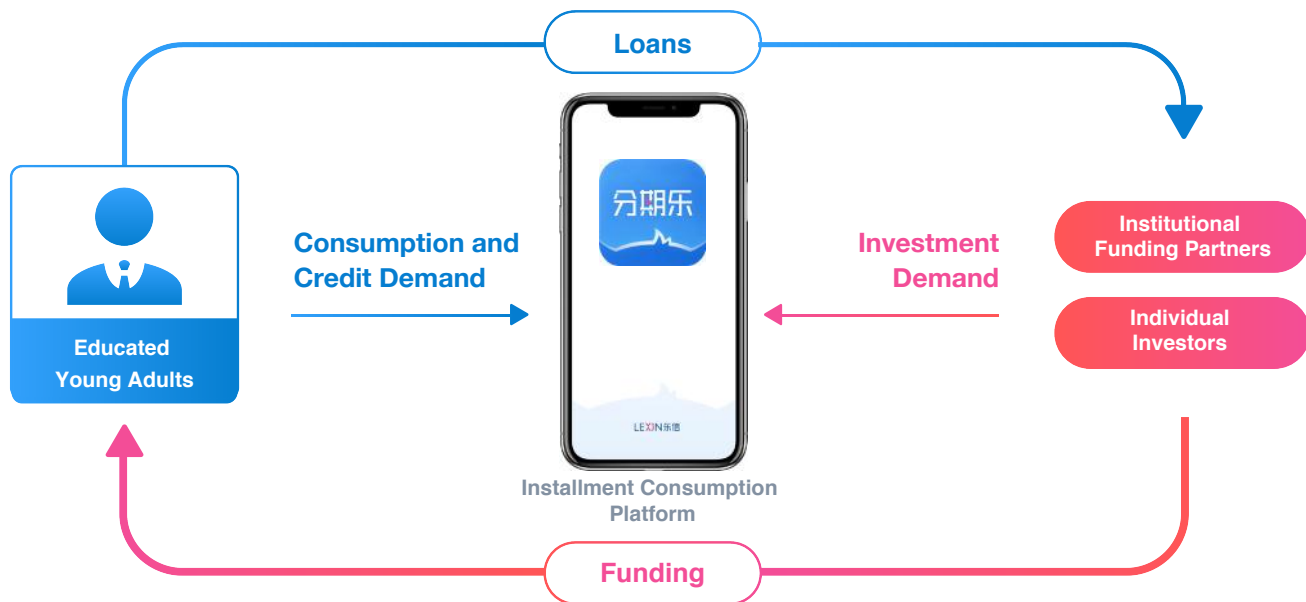 Loans
分期乐
Consumption and
Credit Demand
Investment
Demand
Institutional
Funding Partners
Individual
Investors
Educated
Young Adults
LEXIN乐信
Installment Consumption
Platform
Funding